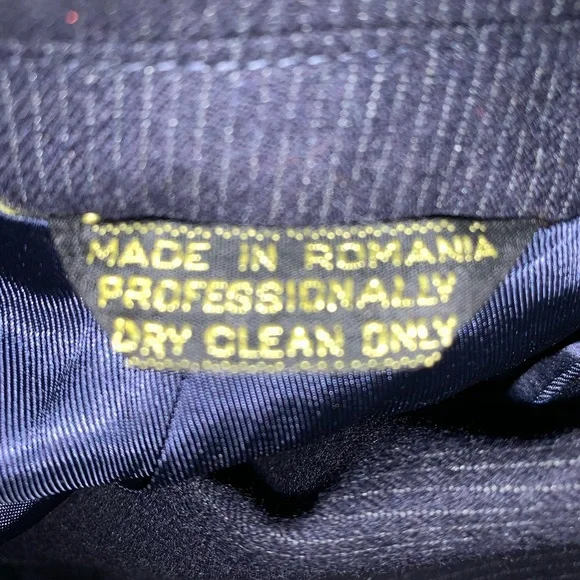 MADE IN ROMANIA
PROFESSIONALLY
DRY CLEAN ONLY